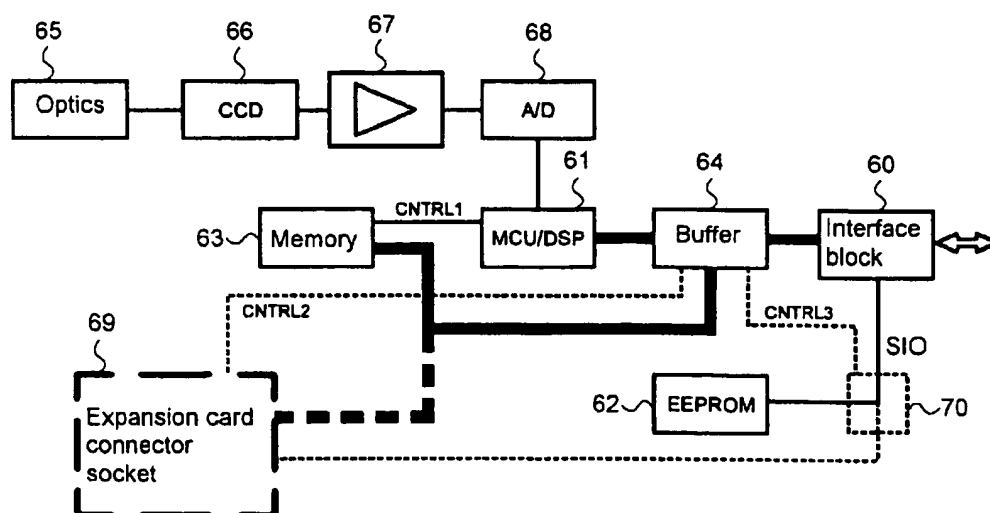 65
66
67
68
Optics
CCD
A/D
61
64
60
63
Memory
CNTRL1
MCU/DSP
Buffer
Interface
block
CNTRL2
CNTRL3
SIO
69
Expansion card
connector
socket
62
EEPROM
70